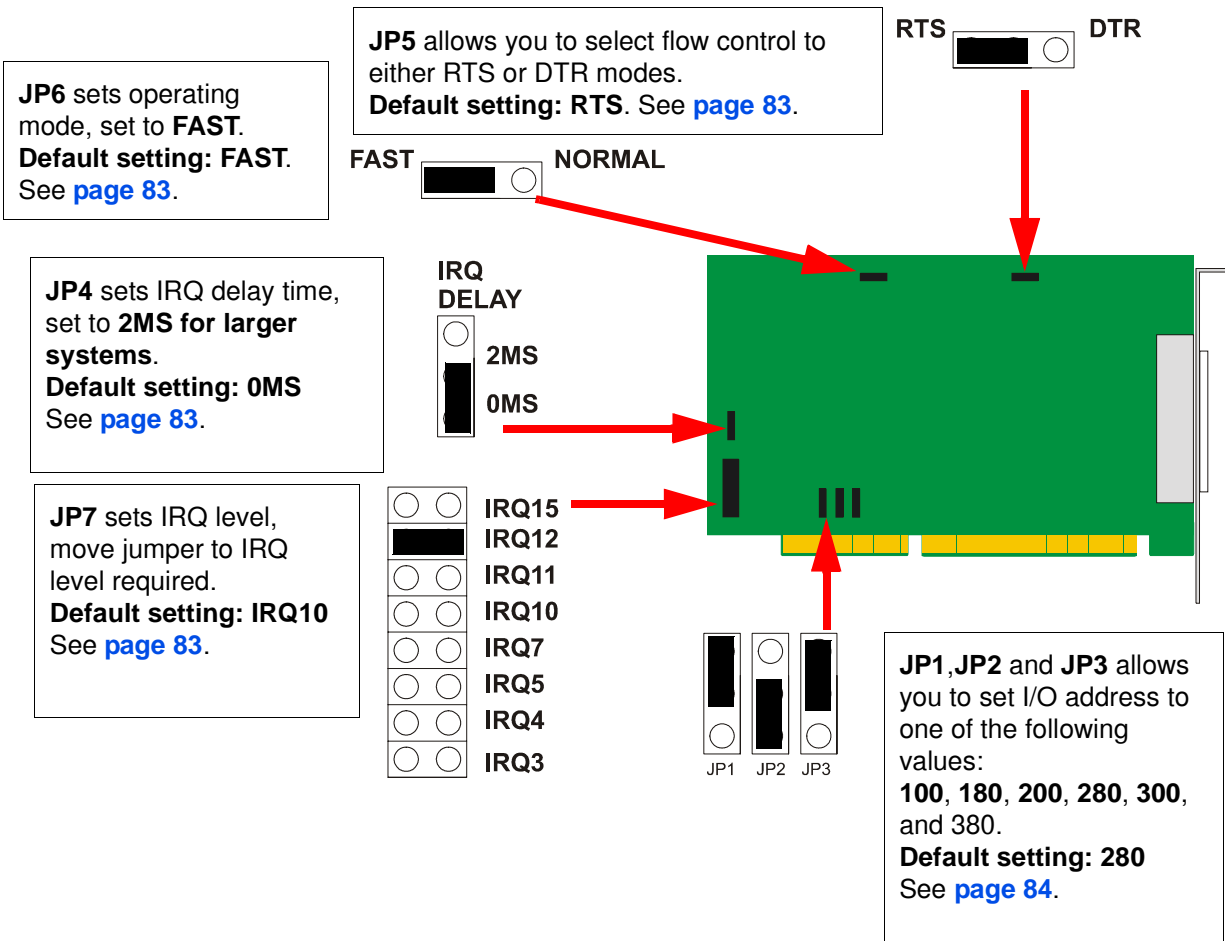 JP5 allows you to select flow control to
either RTS or DTR modes.
Default setting: RTS. See page 83.
RTS
DTR
JP6 sets operating
mode, set to FAST.
Default setting: FAST.
See page 83.
FAST
NORMAL
JP4 sets IRQ delay time,
set to 2MS for larger
systems.
Default setting: 0MS
See page 83.
IRQ
DELAY
2MS
0MS
JP7 sets IRQ level,
move jumper to IRQ
level required.
Default setting: IRQ10
See page 83.
IRQ15
IRQ12
IRQ11
IRQ10
IRQ7
IRQ5
IRQ4
IRQ3
JP1
JP2
JP3
JP1,JP2 and JP3 allows
you to set I/O address to
one of the following
values:
100, 180, 200, 280, 300,
and 380.
Default setting: 280
See page 84.